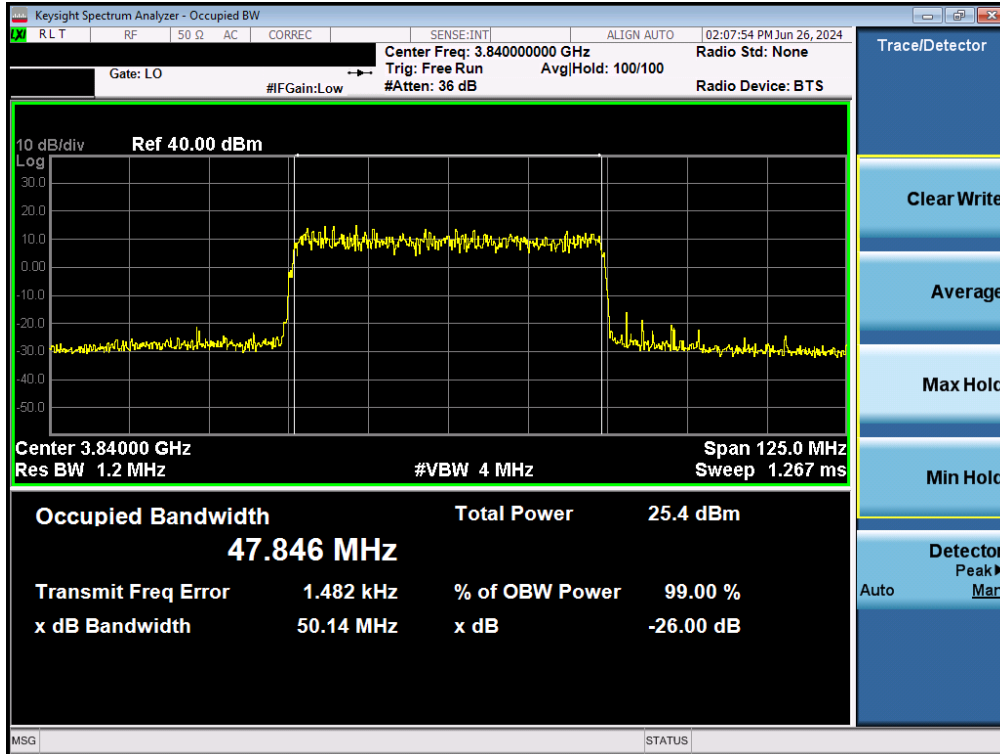 Keysight Spectrum Analyzer - Occupied BW
LXI RLT RF 50 Ω AC CORREC SENSE:INT ALIGN AUTO 02:07:54 PM Jun 26, 2024
Center Freq: 3.840000000 GHz Radio Std: None
Gate: LO Trig: Free Run Avg|Hold: 100/100
#IFGain:Low #Atten: 36 dB Radio Device: BTS
Trace/Detector
10 dB/div Ref 40.00 dBm
Log
30.0
20.0
10.0
0.00
-10.0
-20.0
-30.0
-40.0
-50.0
Center 3.84000 GHz Span 125.0 MHz
Res BW 1.2 MHz #VBW 4 MHz Sweep 1.267 ms
Occupied Bandwidth Total Power 25.4 dBm
47.846 MHz
Transmit Freq Error 1.482 kHz % of OBW Power 99.00 %
x dB Bandwidth 50.14 MHz x dB -26.00 dB
Clear Write
Average
Max Hold
Min Hold
Detector
Peak▶
Auto Man
MSG STATUS